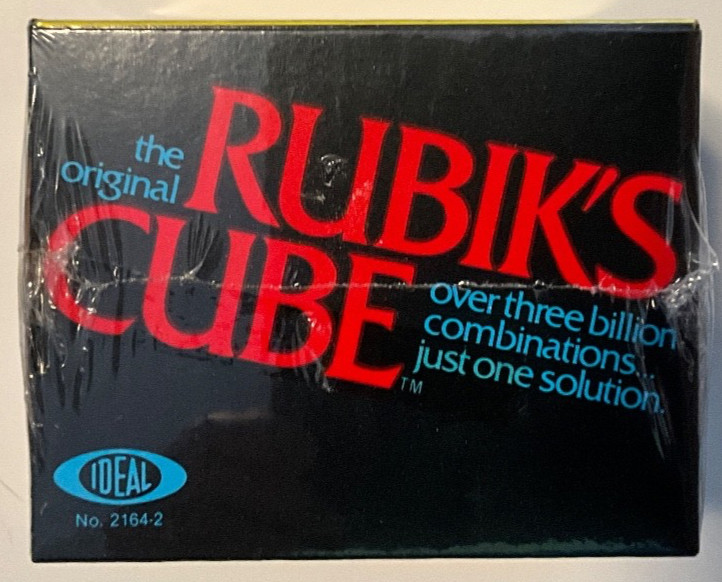 the
original
RUBIK'S
CUBE
TM
over three billion
combinations...
just one solution.
IDEAL
No. 2164-2